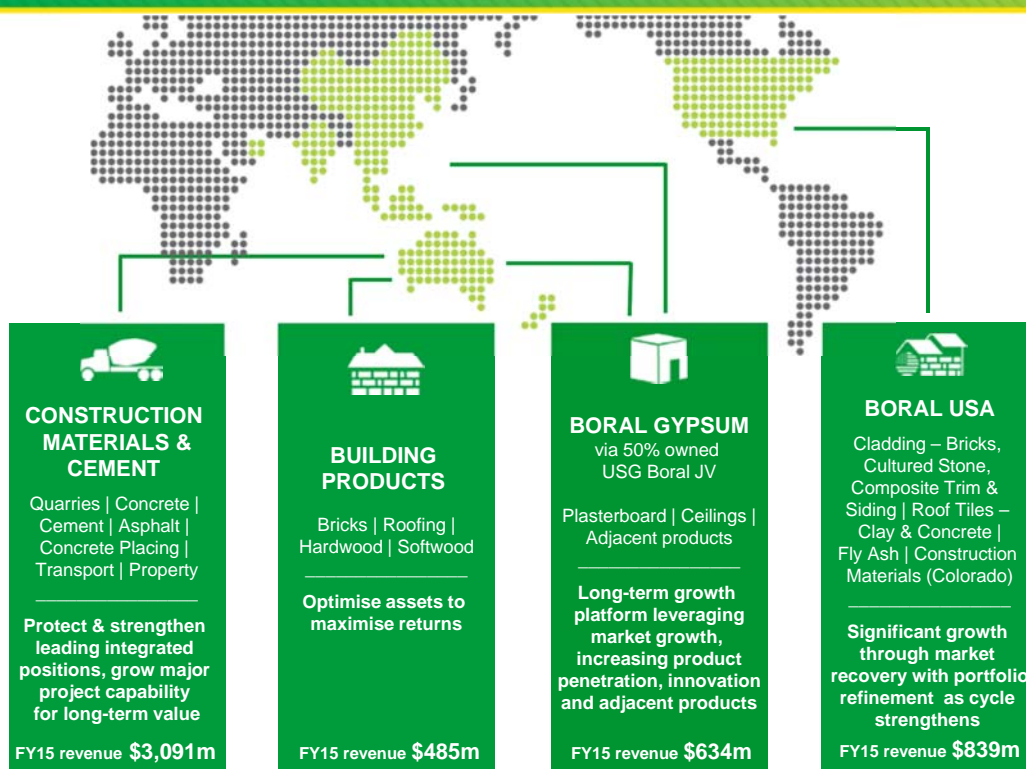 CONSTRUCTION
MATERIALS &
CEMENT
Quarries | Concrete |
Cement | Asphalt |
Concrete Placing |
Transport | Property
Protect & strengthen
leading integrated
positions, grow major
project capability
for long-term value
FY15 revenue $3,091m
BUILDING
PRODUCTS
Bricks | Roofing |
Hardwood | Softwood
Optimise assets to
maximise returns
FY15 revenue $485m
BORAL GYPSUM
via 50% owned
USG Boral JV
Plasterboard | Ceilings |
Adjacent products
Long-term growth
platform leveraging
market growth,
increasing product
penetration, innovation
and adjacent products
FY15 revenue $634m
BORAL USA
Cladding – Bricks,
Cultured Stone,
Composite Trim &
Siding | Roof Tiles –
Clay & Concrete |
Fly Ash | Construction
Materials (Colorado)
Significant growth
through market
recovery with portfolio
refinement as cycle
strengthens
FY15 revenue $839m